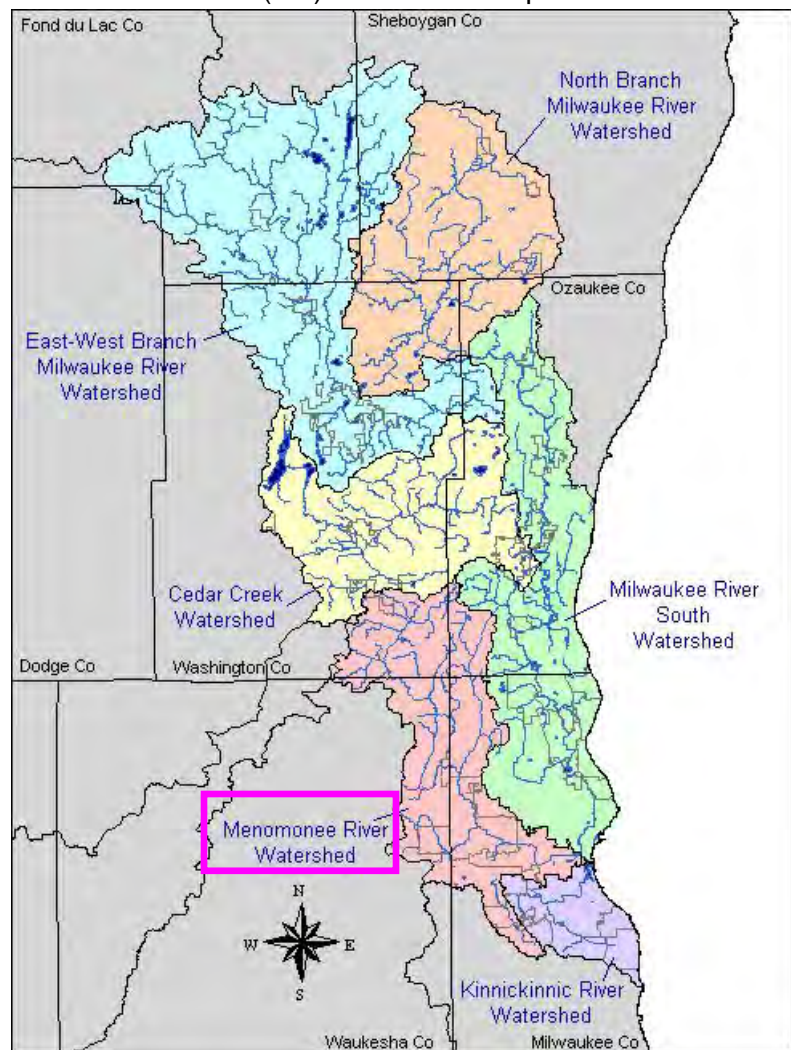 Fond du Lac Co
Sheboygan Co
North Branch
Milwaukee River
Watershed
Ozaukee Co
East-West Branch
Milwaukee River
Watershed
Cedar Creek
Watershed
Milwaukee River
South
Watershed
Dodge Co
Washington Co
Menomonee River
Watershed
N
W
E
S
Kinnickinnic River
Watershed
Waukesha Co
Milwaukee Co